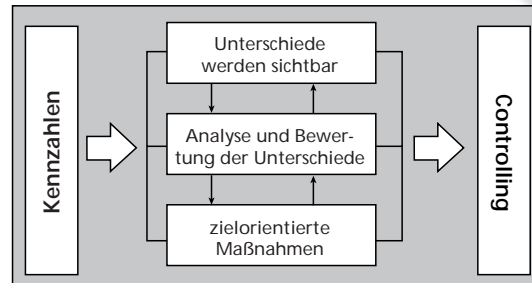 Kennzahlen
Unterschiede
werden sichtbar
Analyse und Bewer-
tung der Unterschiede
zielorientierte
Maßnahmen
Controlling